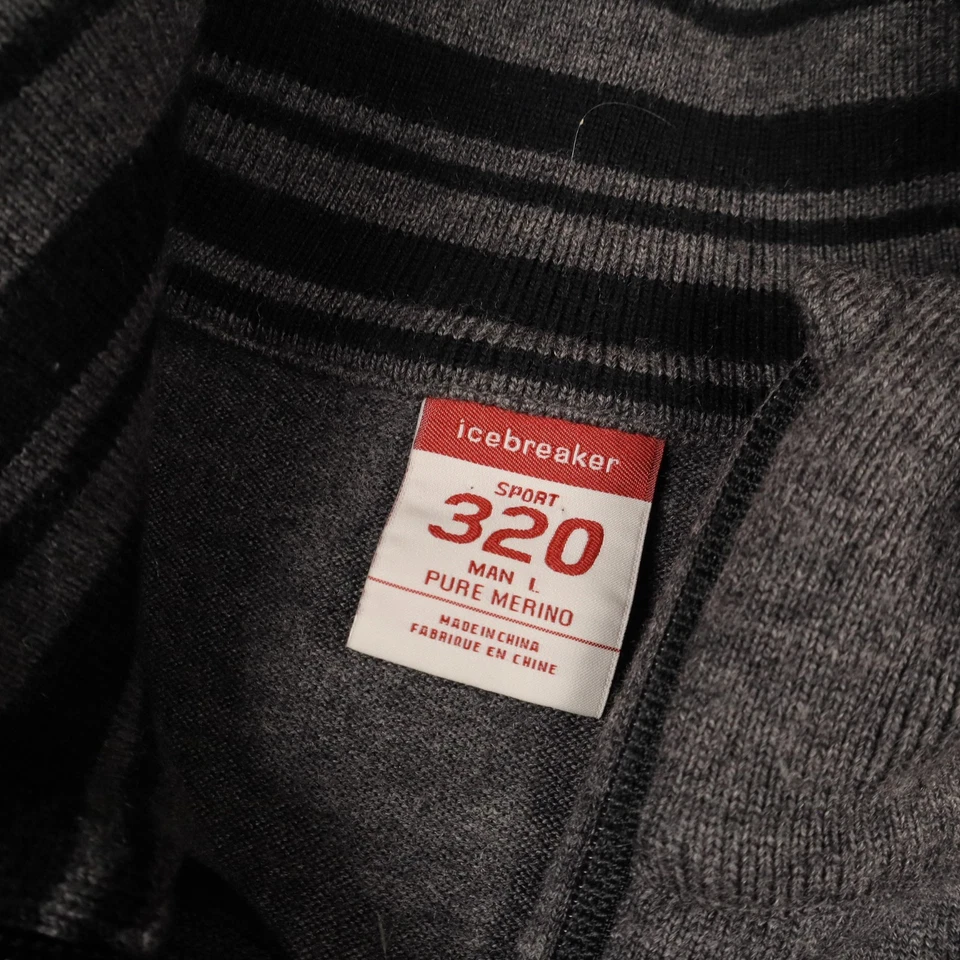 icebreaker
SPORT
320
MAN L
PURE MERINO
MADE IN CHINA
FABRIQUE EN CHINE